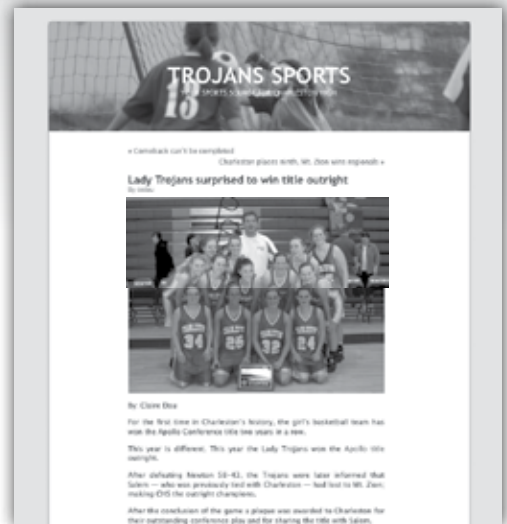 TROJANS SPORTS
« Comeback can't be completed
Charleston places ninth, Mt. Zion wins regionals »
Lady Trojans surprised to win title outright
34 25 32 24
By: Claire Dau
For the first time in Charleston's history, the girl's basketball team has
won the Apollo Conference title two years in a row.
This year is different. This year the Lady Trojans won the Apollo title
outright.
After defeating Newton 50-43, the Trojans were later informed that
Salem — who was previously tied with Charleston — had lost to Mt. Zion;
making CHS the outright champions.
After the conclusion of the game a plaque was awarded to Charleston for
their outstanding conference play and for sharing the title with Salem.